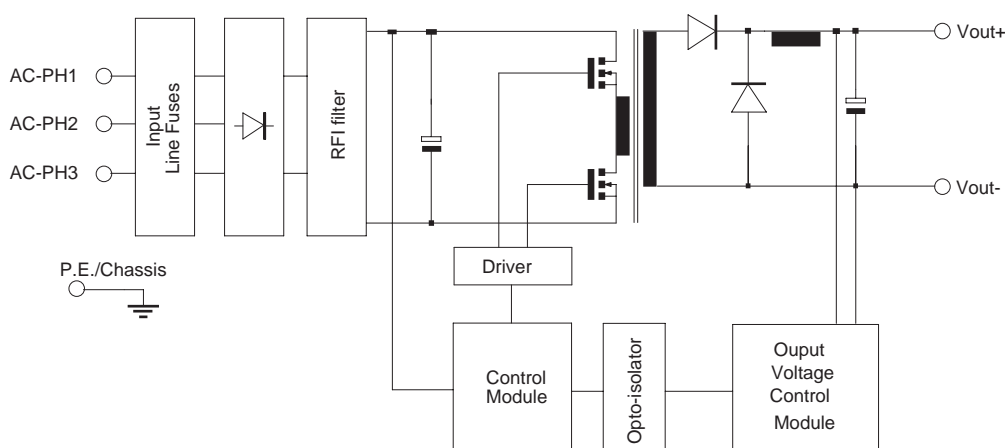 AC-PH1
AC-PH2
AC-PH3
Input
Line Fuses
RFI filter
Vout+
Vout-
P.E./Chassis
Driver
Control
Module
Opto-isolator
Ouput
Voltage
Control
Module